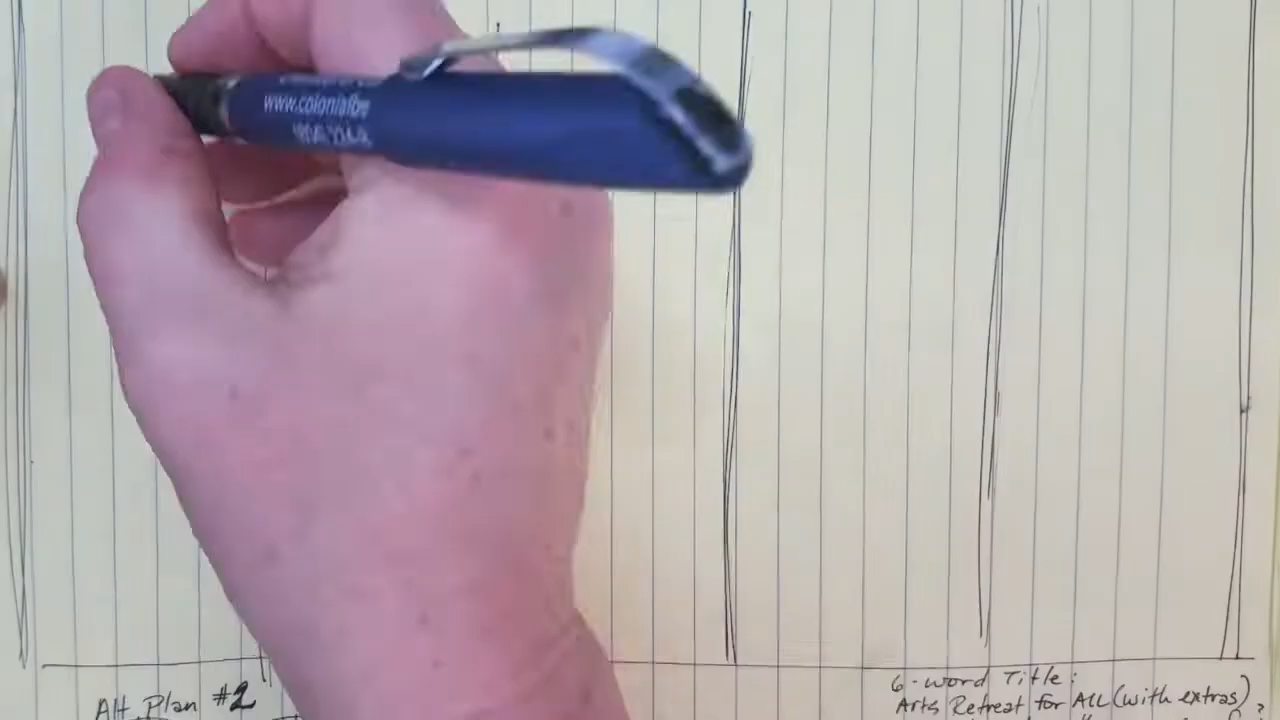 www.colonialbe
Alt Plan #2
6-word Title:
Arts Retreat for ALL (with extras)